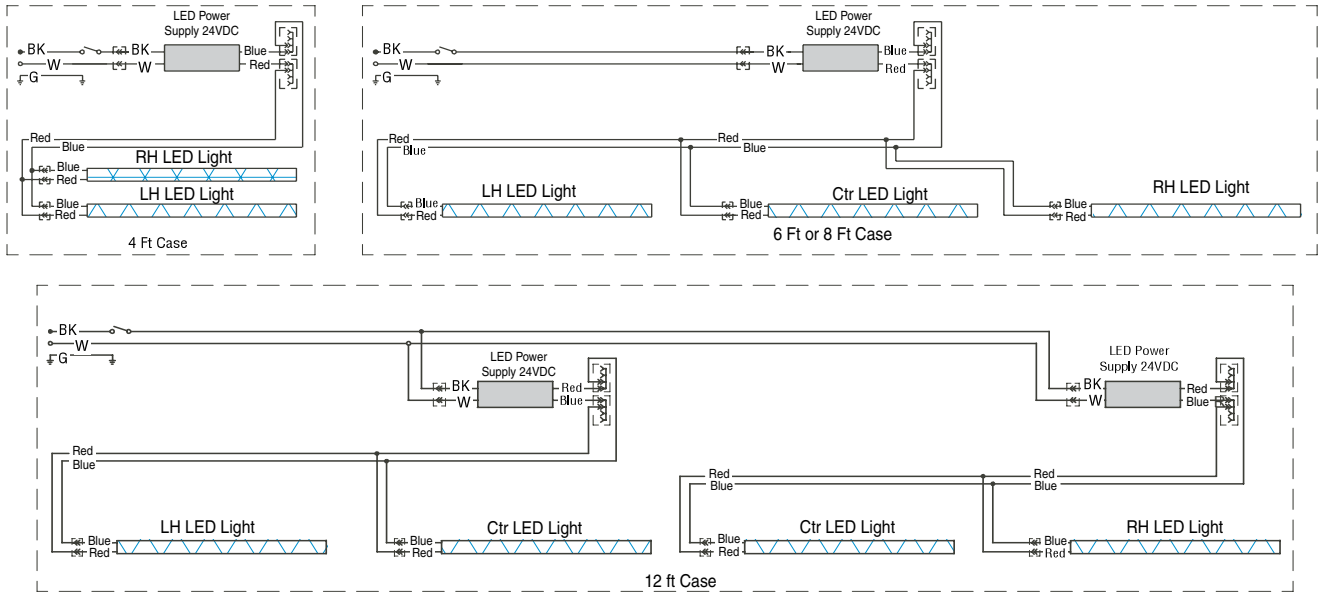 LED Power
Supply 24VDC
BK
BK
Blue
W
W
Red
G
Red
Blue
RH LED Light
Blue
Red
LH LED Light
Blue
Red
4 Ft Case
LED Power
Supply 24VDC
BK
BK
Blue
W
W
Red
G
Red
Red
Blue
Blue
LH LED Light
Ctr LED Light
RH LED Light
Blue
Red
Blue
Red
Blue
Red
6 Ft or 8 Ft Case
BK
W
G
LED Power
Supply 24VDC
BK
Red
W
Blue
LED Power
Supply 24VDC
BK
Red
W
Blue
Red
Blue
Red
Blue
Red
Blue
LH LED Light
Ctr LED Light
Ctr LED Light
RH LED Light
Blue
Red
Blue
Red
Blue
Red
Blue
Red
12 ft Case